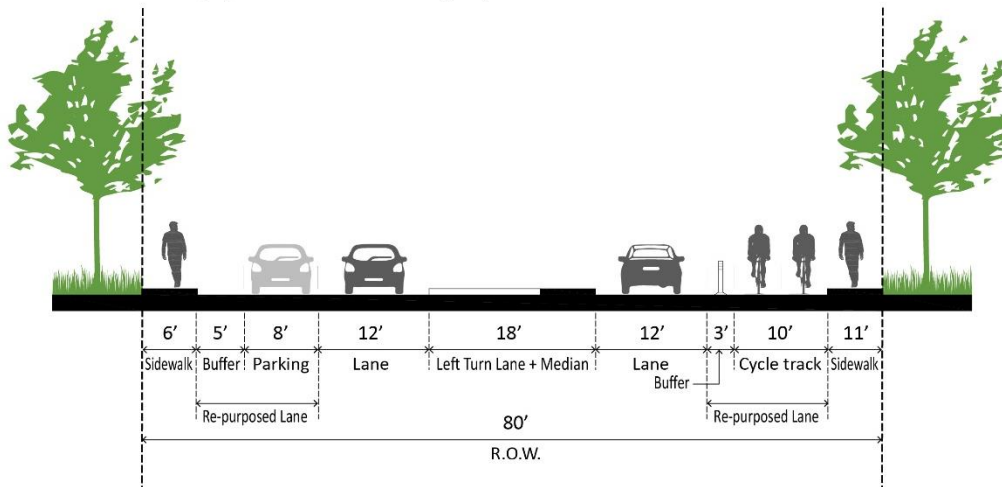 6’ 5’ 8’ 12’ 18’ 12’ 3’ 10’ 11’
Sidewalk Buffer Parking Lane Left Turn Lane + Median Lane Buffer Cycle track Sidewalk
Re-purposed Lane Re-purposed Lane
80’
R.O.W.